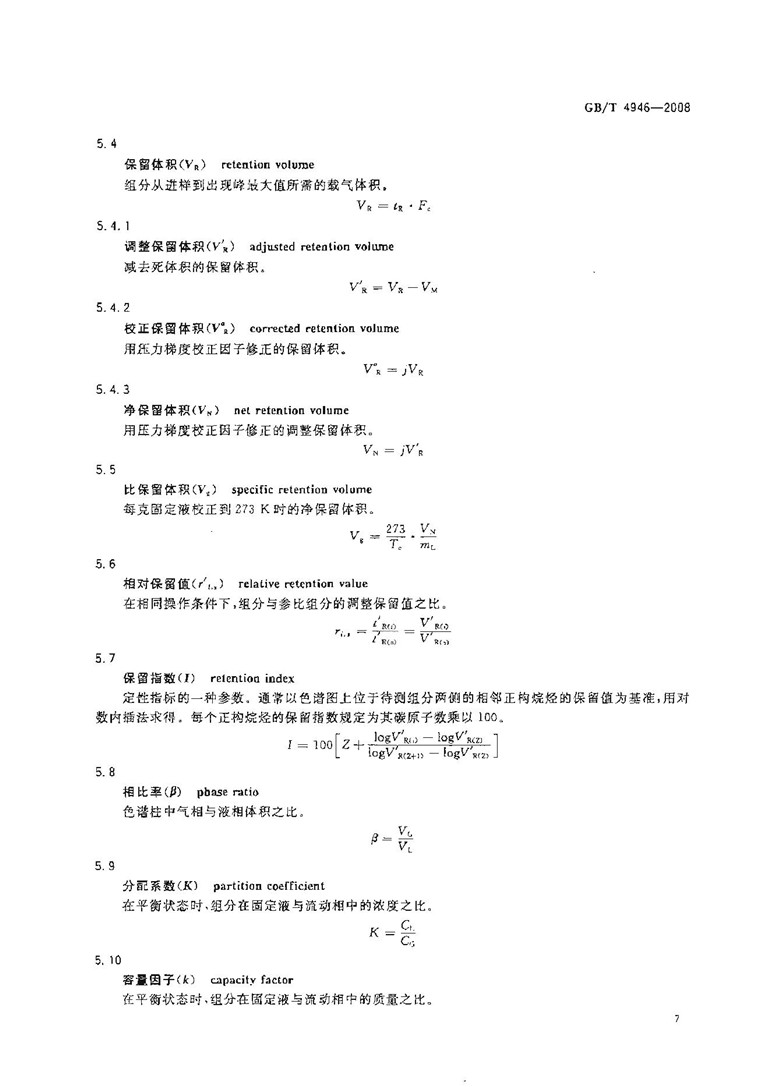 GB/T 4946—2008
5.4
保留体积(V_R) retention volume
组分从进样到出现峰最大值所需的载气体积。
V_R = t_R · F_c
5.4.1
调整保留体积(V'_R) adjusted retention volume
减去死体积的保留体积。
V'_R = V_R − V_M
5.4.2
校正保留体积(V°_R) corrected retention volume
用压力梯度校正因子修正的保留体积。
V°_R = jV_R
5.4.3
净保留体积(V_N) net retention volume
用压力梯度校正因子修正的调整保留体积。
V_N = jV'_R
5.5
比保留体积(V_g) specific retention volume
每克固定液校正到273 K时的净保留体积。
V_g = 273/T_c · V_N/m_L
5.6
相对保留值(r'_{i,s}) relative retention value
在相同操作条件下,组分与参比组分的调整保留值之比。
r_{i,s} = t'_{R(i)}/t'_{R(s)} = V'_{R(i)}/V'_{R(s)}
5.7
保留指数(I) retention index
定性指标的一种参数。通常以色谱图上位于待测组分两侧的相邻正构烷烃的保留值为基准,用对
数内插法求得。每个正构烷烃的保留指数规定为其碳原子数乘以100。
I = 100[Z + (logV'_{R(i)} − logV'_{R(Z)})/(logV'_{R(Z+1)} − logV'_{R(Z)})]
5.8
相比率(β) phase ratio
色谱柱中气相与液相体积之比。
β = V_G/V_L
5.9
分配系数(K) partition coefficient
在平衡状态时、组分在固定液与流动相中的浓度之比。
K = C_L/C_G
5.10
容量因子(k) capacity factor
在平衡状态时、组分在固定液与流动相中的质量之比。
7